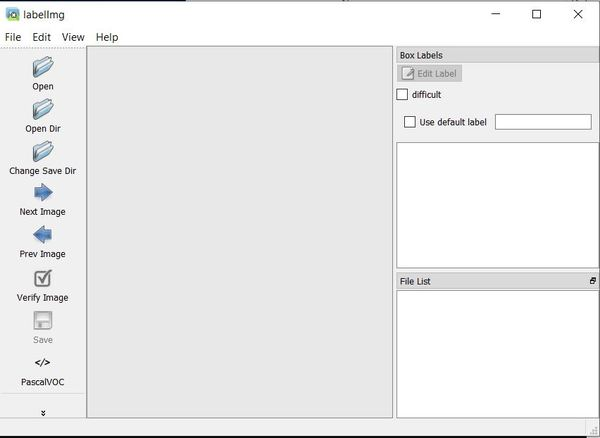 labelImg
File Edit View Help
Open
Open Dir
Change Save Dir
Next Image
Prev Image
Verify Image
Save
</>
PascalVOC
Box Labels
Edit Label
difficult
Use default label
File List